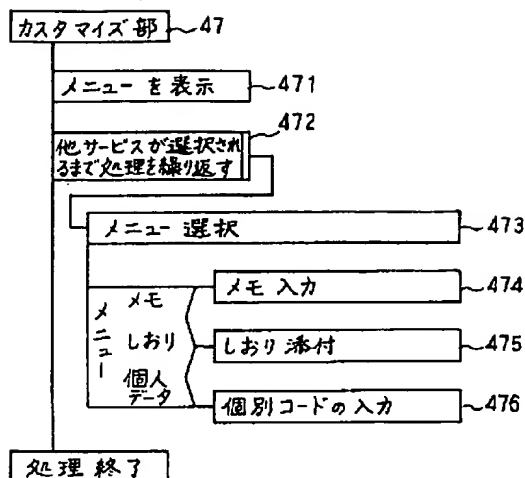 カスタマイズ部 47
メニューを表示 471
472
他サービスが選択され
るまで処理を繰り返す
メニュー選択 473
メモ入力 474
メモ
メニュー
しおり
しおり添付 475
個人
データ
個別コードの入力 476
処理終了